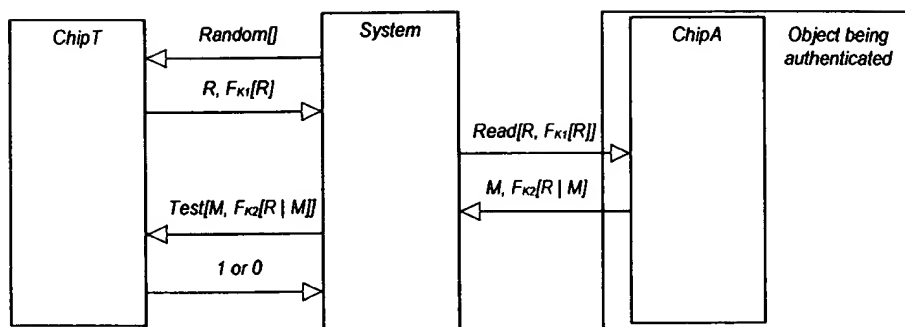 ChipT
System
ChipA
Object being
authenticated
Random[]
R, FK1[R]
Read[R, FK1[R]]
M, FK2[R | M]
Test[M, FK2[R | M]]
1 or 0